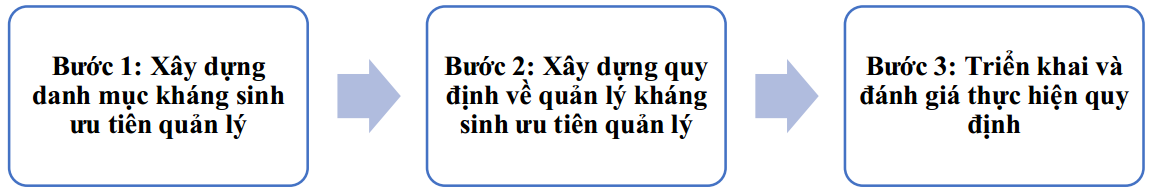 Bước 1: Xây dựng
danh mục kháng sinh
ưu tiên quản lý
Bước 2: Xây dựng quy
định về quản lý kháng
sinh ưu tiên quản lý
Bước 3: Triển khai và
đánh giá thực hiện quy
định